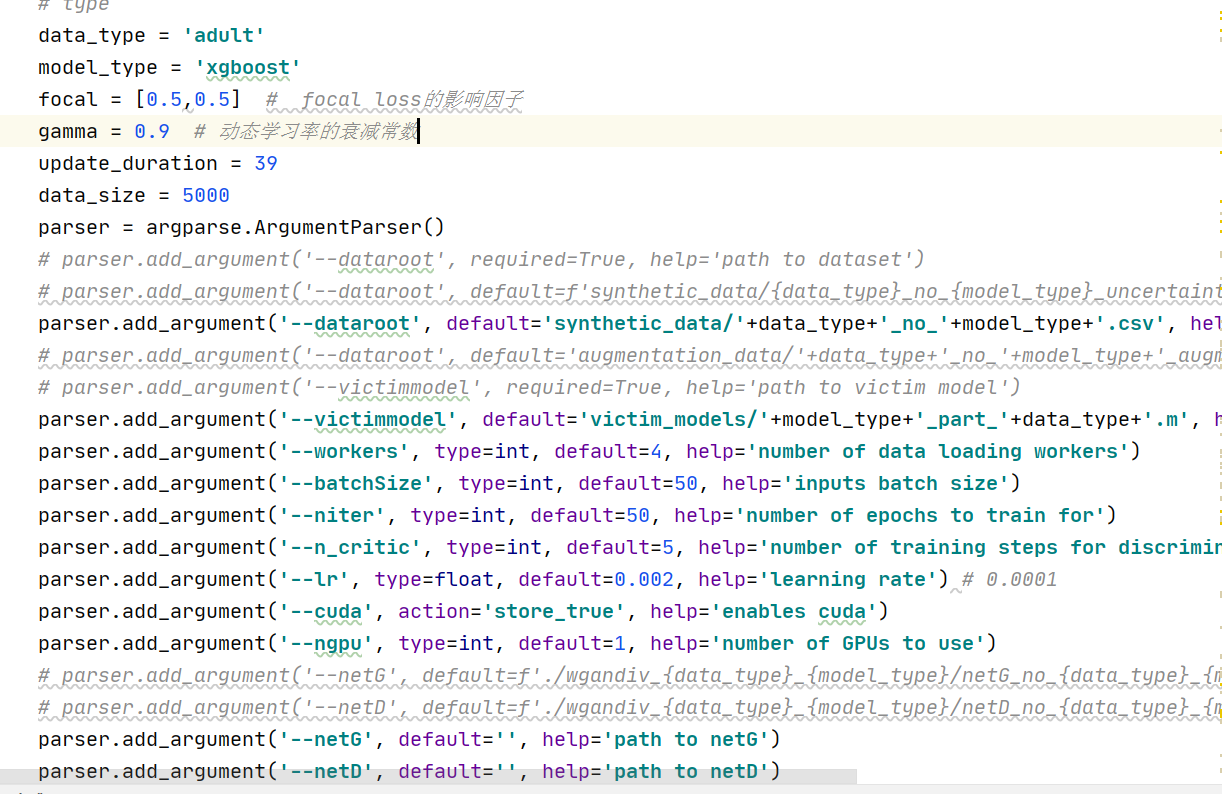 # type
data_type = 'adult'
model_type = 'xgboost'
focal = [0.5,0.5]  #  focal loss的影响因子
gamma = 0.9  # 动态学习率的衰减常数
update_duration = 39
data_size = 5000
parser = argparse.ArgumentParser()
# parser.add_argument('--dataroot', required=True, help='path to dataset')
# parser.add_argument('--dataroot', default=f'synthetic_data/{data_type}_no_{model_type}_uncertaint
parser.add_argument('--dataroot', default='synthetic_data/'+data_type+'_no_'+model_type+'.csv', hel
# parser.add_argument('--dataroot', default='augmentation_data/'+data_type+'_no_'+model_type+'_augm
# parser.add_argument('--victimmodel', required=True, help='path to victim model')
parser.add_argument('--victimmodel', default='victim_models/'+model_type+'_part_'+data_type+'.m', h
parser.add_argument('--workers', type=int, default=4, help='number of data loading workers')
parser.add_argument('--batchSize', type=int, default=50, help='inputs batch size')
parser.add_argument('--niter', type=int, default=50, help='number of epochs to train for')
parser.add_argument('--n_critic', type=int, default=5, help='number of training steps for discrimin
parser.add_argument('--lr', type=float, default=0.002, help='learning rate') # 0.0001
parser.add_argument('--cuda', action='store_true', help='enables cuda')
parser.add_argument('--ngpu', type=int, default=1, help='number of GPUs to use')
# parser.add_argument('--netG', default=f'./wgandiv_{data_type}_{model_type}/netG_no_{data_type}_{m
# parser.add_argument('--netD', default=f'./wgandiv_{data_type}_{model_type}/netD_no_{data_type}_{m
parser.add_argument('--netG', default='', help='path to netG')
parser.add_argument('--netD', default='', help='path to netD')